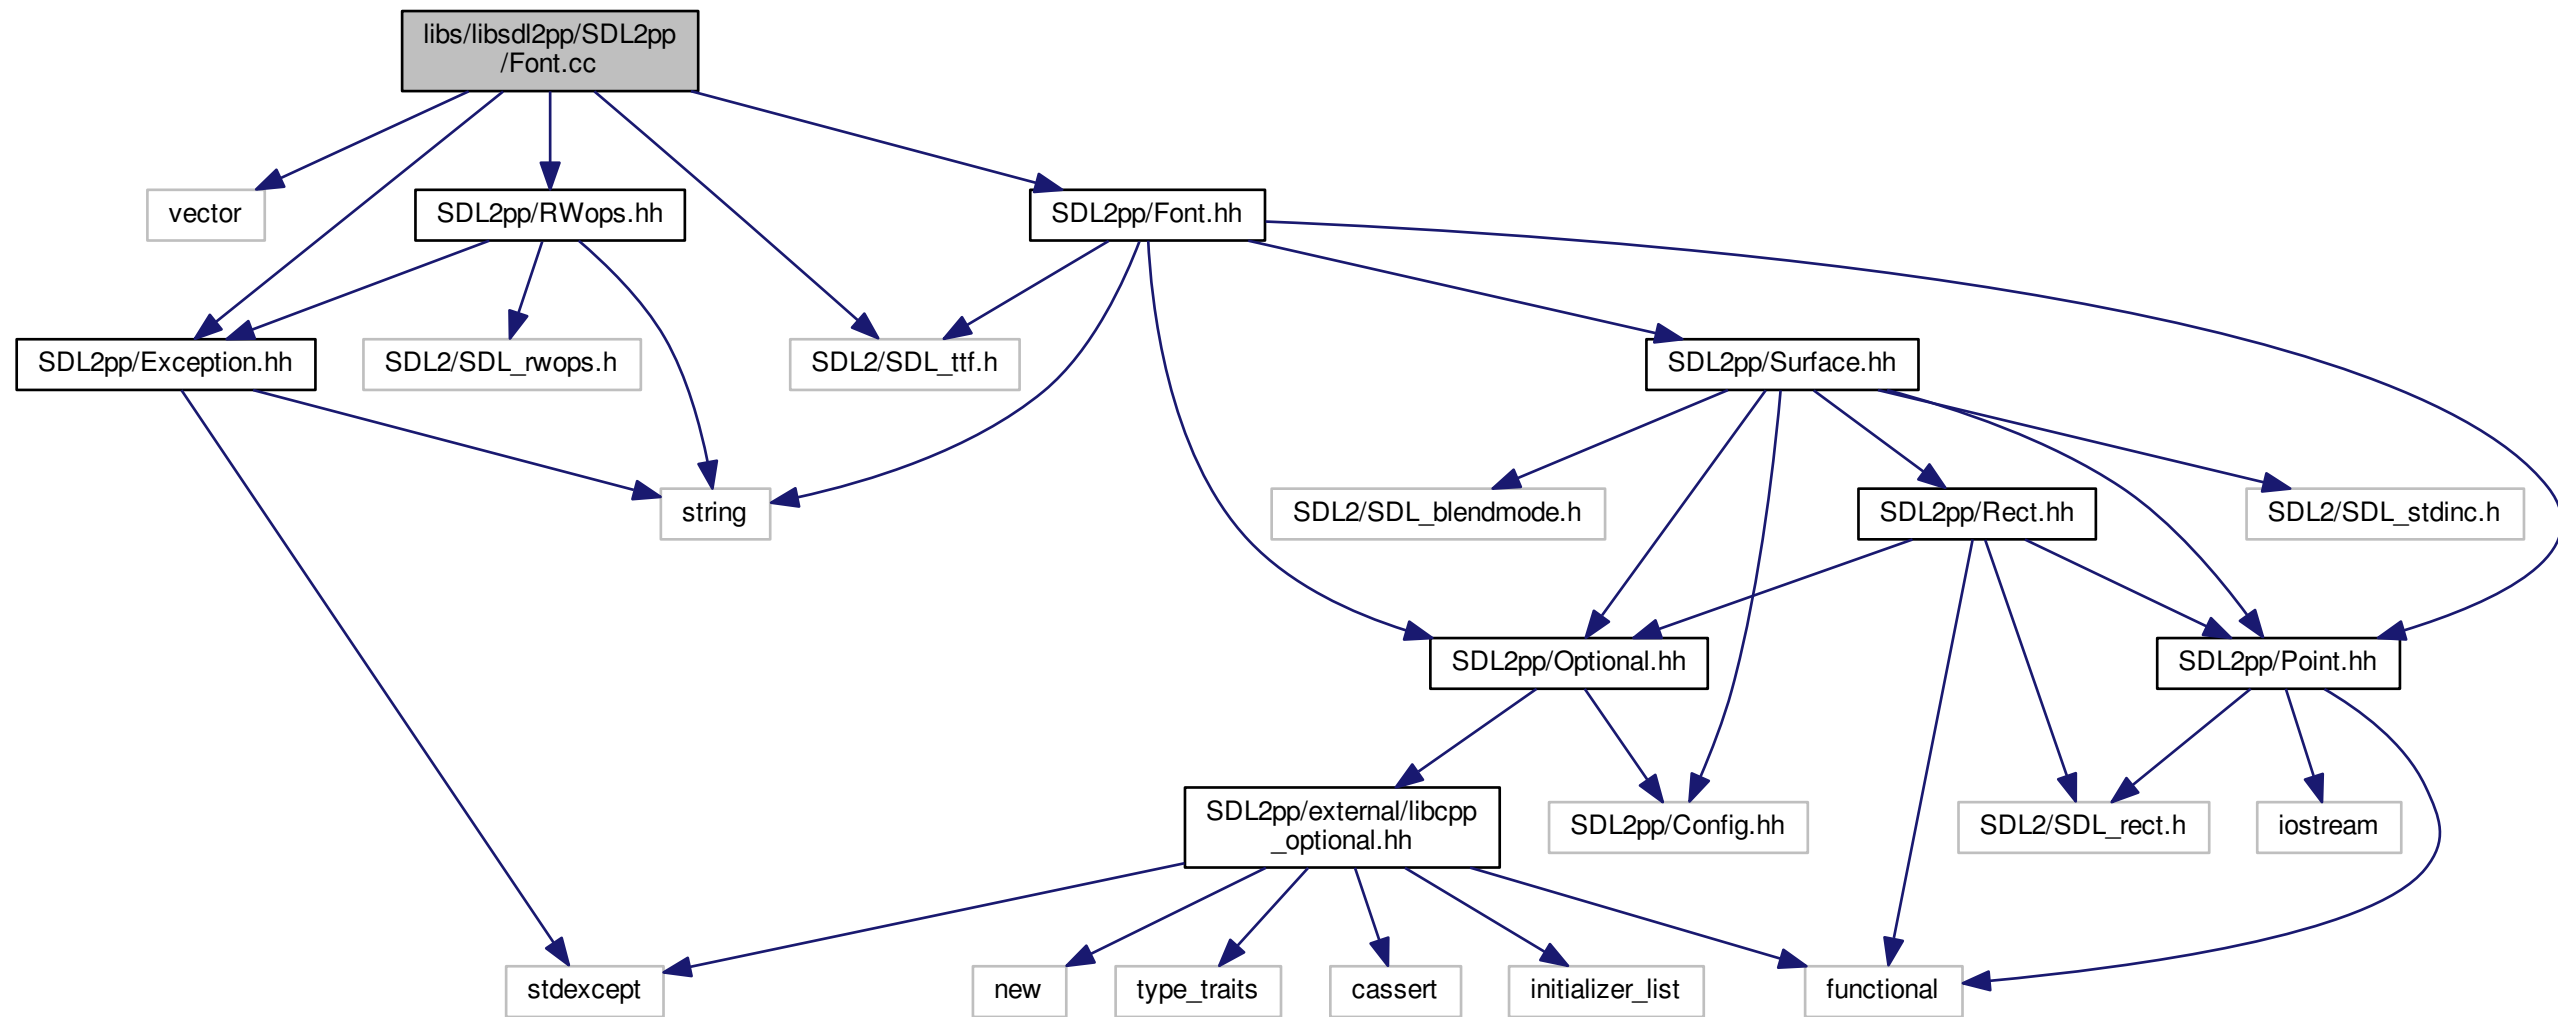 libs/libsdl2pp/SDL2pp
/Font.cc
vector
SDL2pp/RWops.hh
SDL2pp/Font.hh
SDL2pp/Exception.hh
SDL2/SDL_rwops.h
SDL2/SDL_ttf.h
SDL2pp/Surface.hh
string
SDL2/SDL_blendmode.h
SDL2pp/Rect.hh
SDL2/SDL_stdinc.h
SDL2pp/Optional.hh
SDL2pp/Point.hh
SDL2pp/external/libcpp
_optional.hh
SDL2pp/Config.hh
SDL2/SDL_rect.h
iostream
stdexcept
new
type_traits
cassert
initializer_list
functional